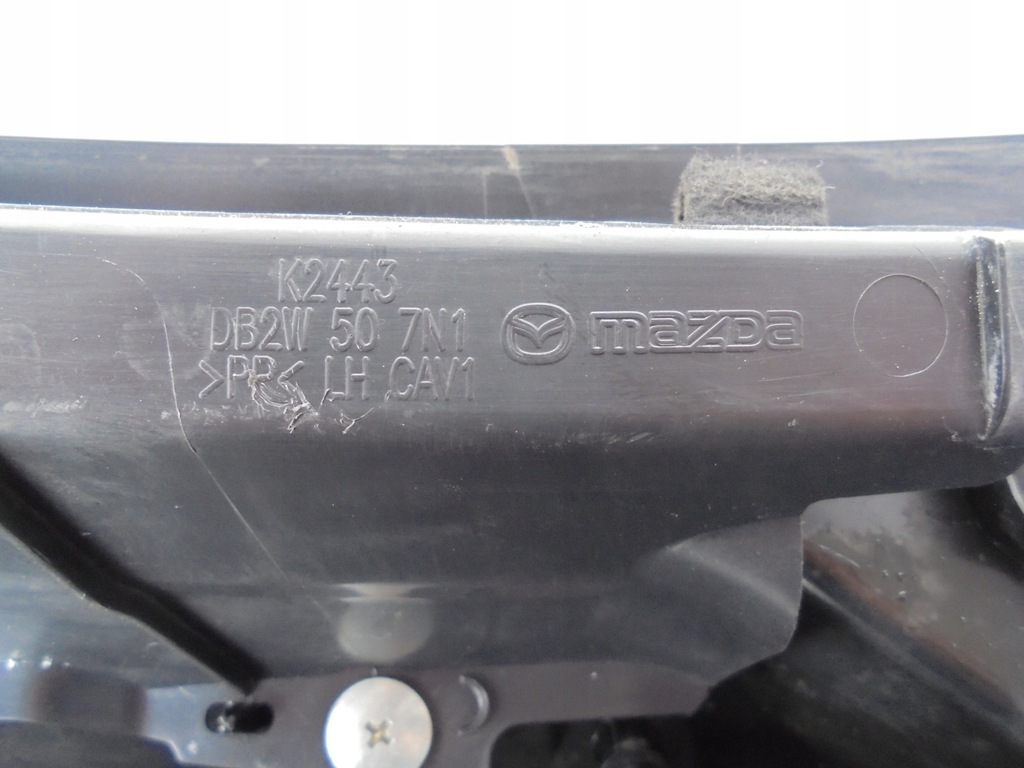 K2443
DB2W 50 7N1
>PP< LH CAV1
mazda